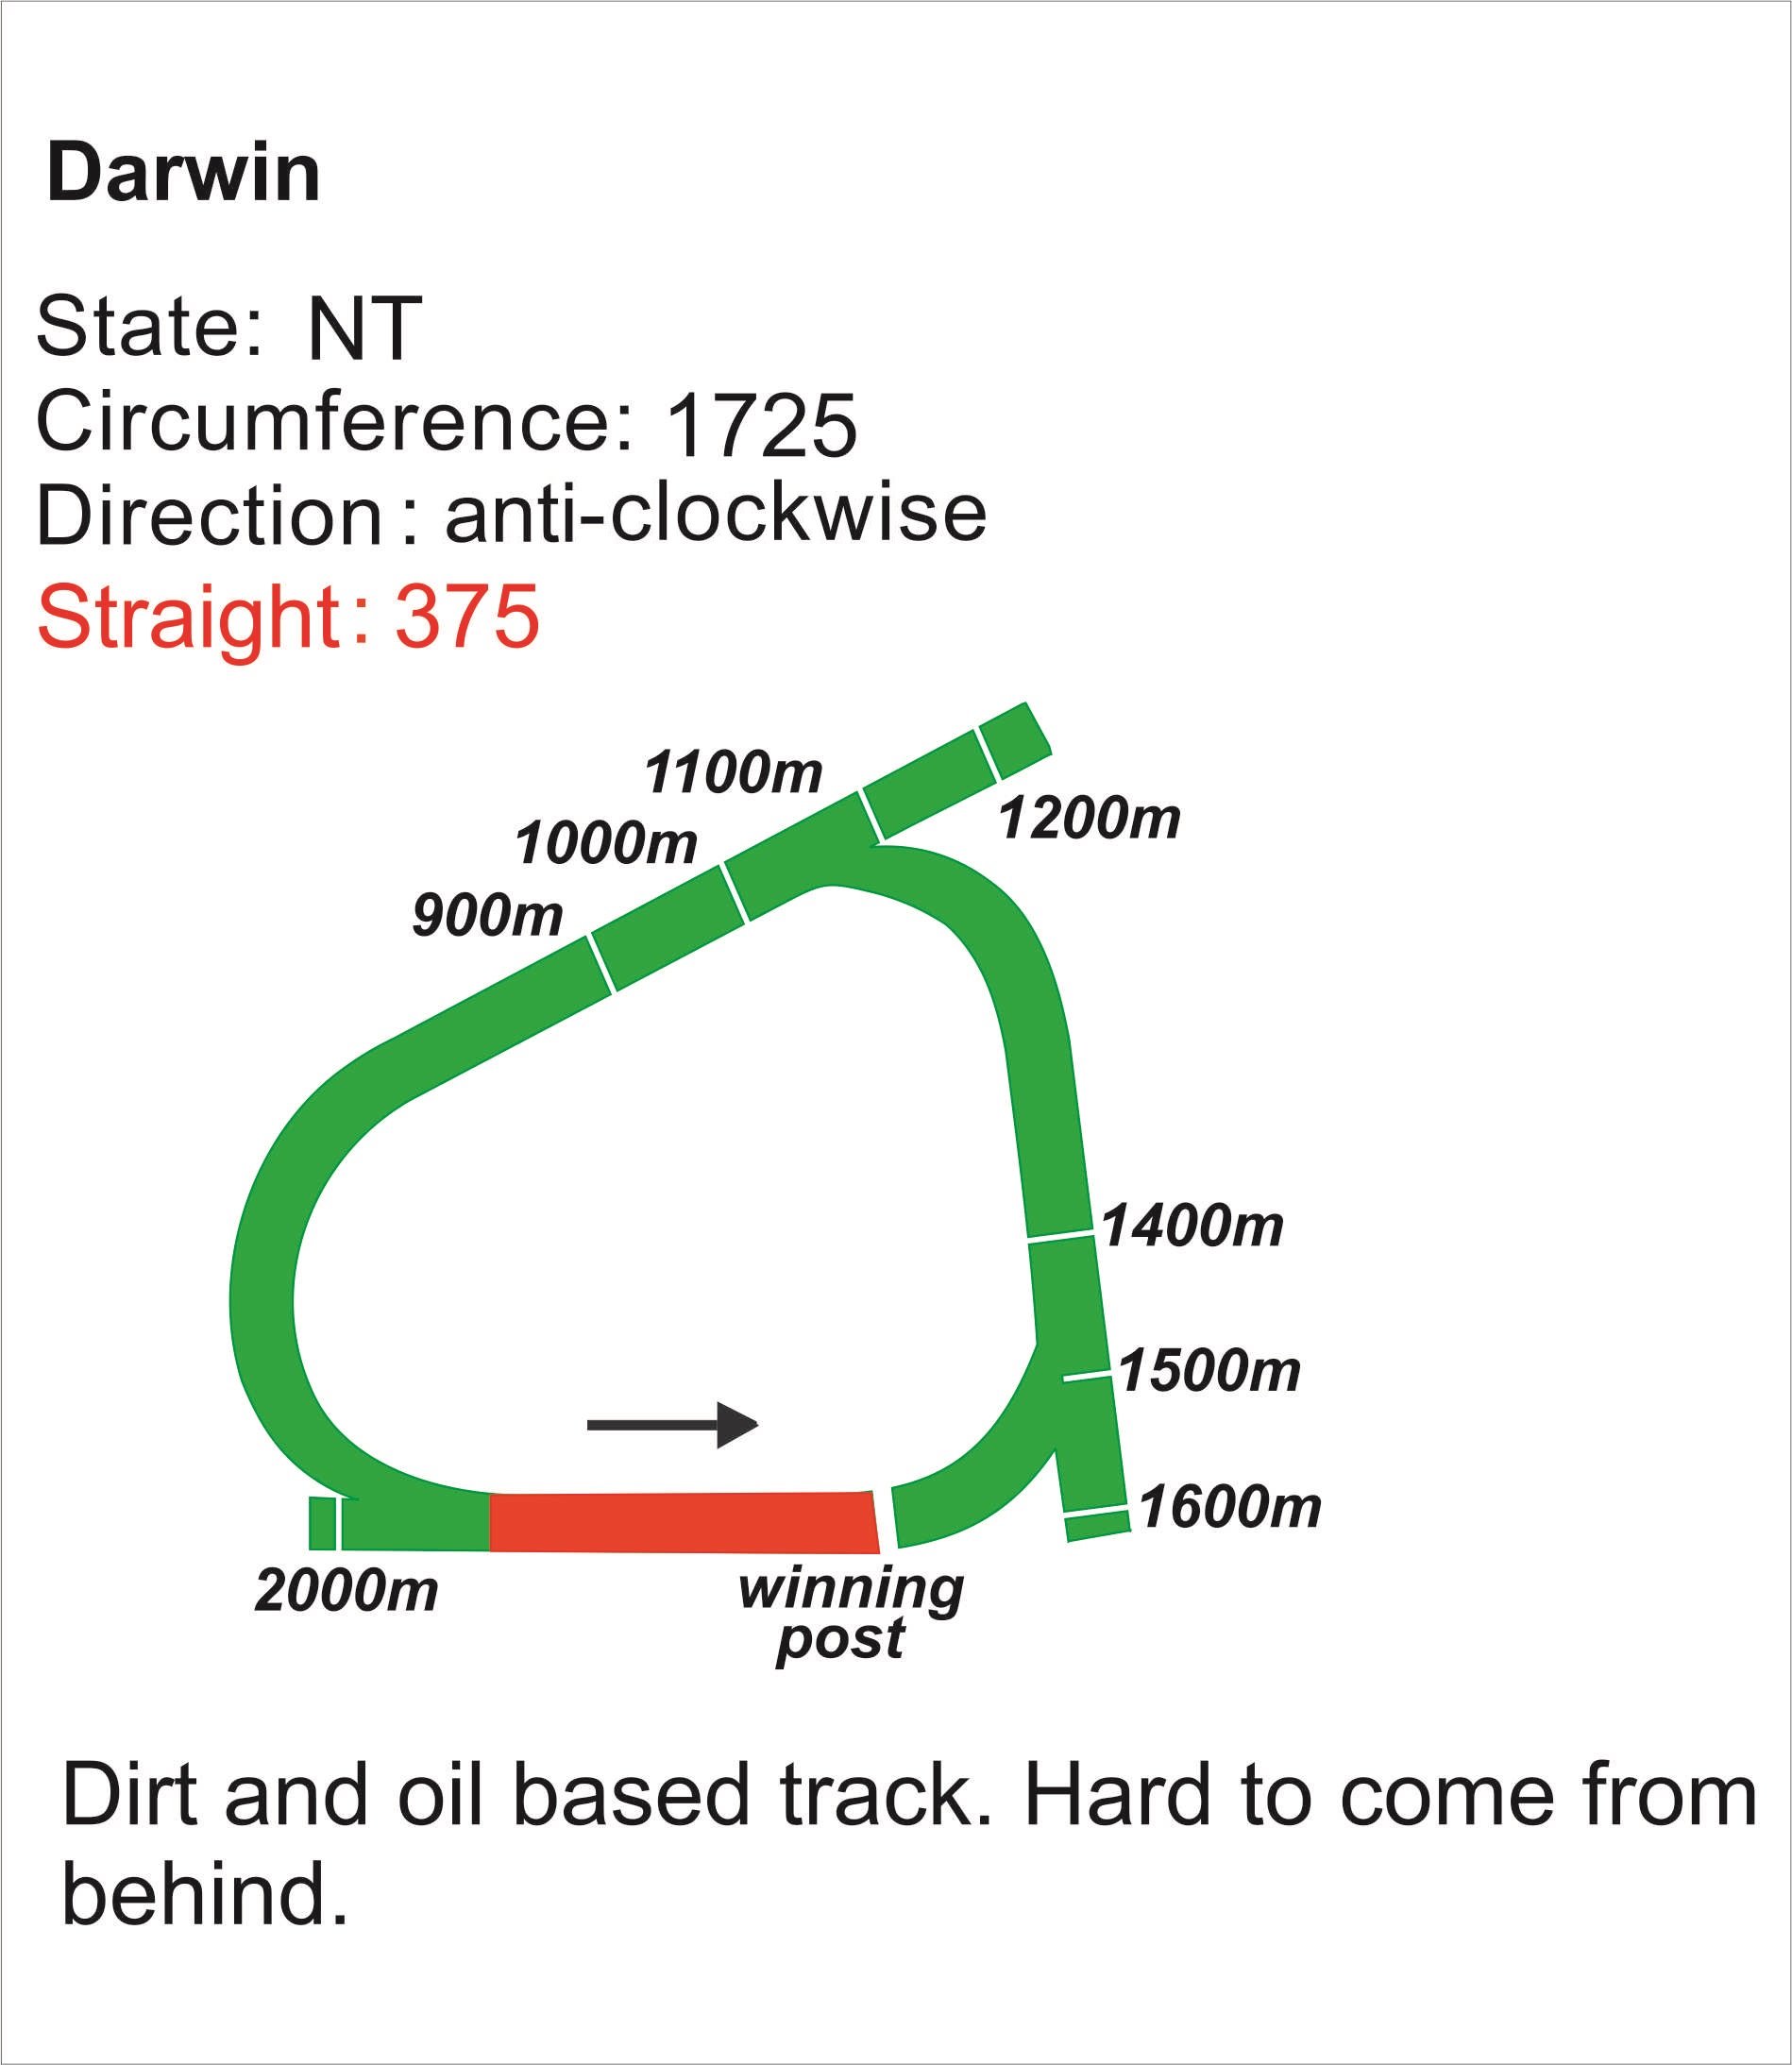 Darwin
State: NT
Circumference: 1725
Direction : anti-clockwise
Straight: 375
1100m
1200m
1000m
900m
1400m
1500m
1600m
2000m
winning
post
Dirt and oil based track. Hard to come from
behind.